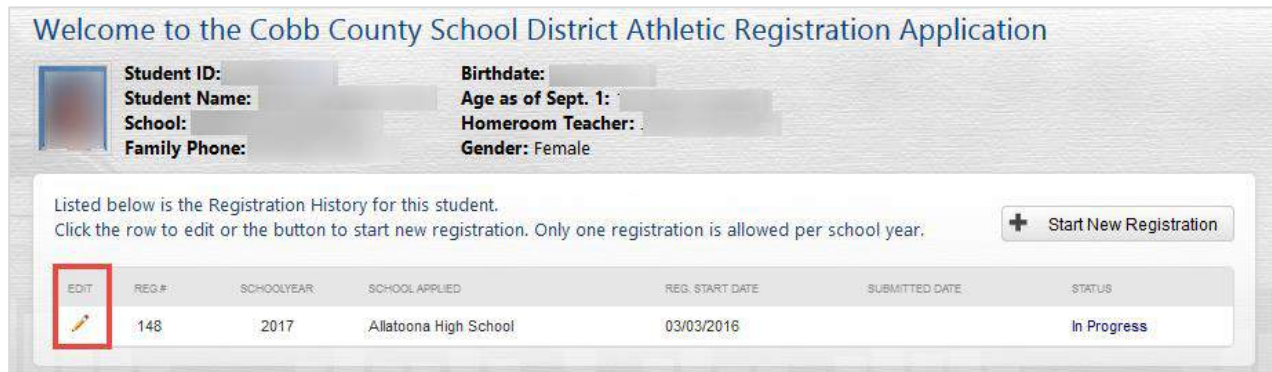 Welcome to the Cobb County School District Athletic Registration Application
Student ID: Birthdate:
Student Name: Age as of Sept. 1:
School: Homeroom Teacher:
Family Phone: Gender: Female
Listed below is the Registration History for this student.
Click the row to edit or the button to start new registration. Only one registration is allowed per school year.
Start New Registration
EDIT REG# SCHOOLYEAR SCHOOL APPLIED REG. START DATE SUBMITTED DATE STATUS
148 2017 Allatoona High School 03/03/2016 In Progress